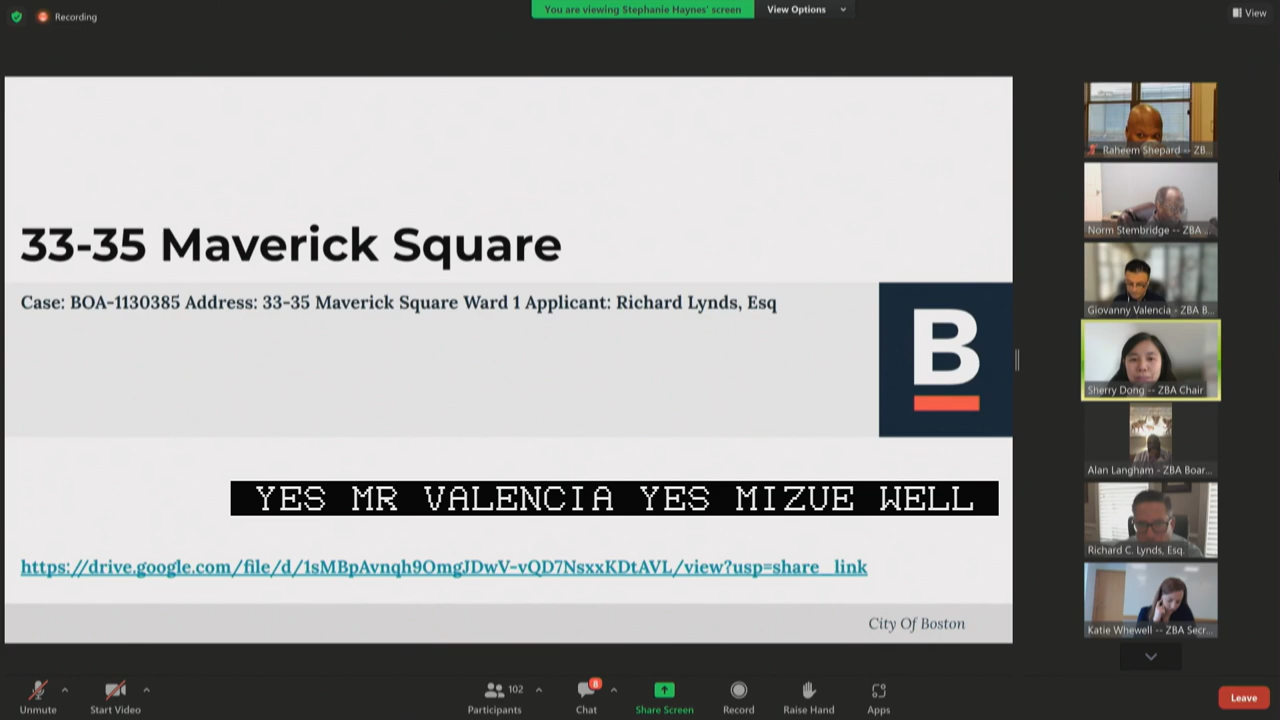 Recording
You are viewing Stephanie Haynes' screen
View Options
View
33-35 Maverick Square
Case: BOA-1130385 Address: 33-35 Maverick Square Ward 1 Applicant: Richard Lynds, Esq
B
YES MR VALENCIA YES MIZUE WELL
https://drive.google.com/file/d/1sMBpAvnqh9OmgJDwV-vQD7NsxxKDtAVL/view?usp=share_link
City Of Boston
Raheem Shepard -- ZB...
Norm Stembridge -- ZBA ...
Giovanny Valencia - ZBA B...
Sherry Dong -- ZBA Chair
Alan Langham - ZBA Boar...
Richard C. Lynds, Esq.
Katie Whewell -- ZBA Secr...
Unmute
Start Video
102
Participants
8
Chat
Share Screen
Record
Raise Hand
Apps
Leave